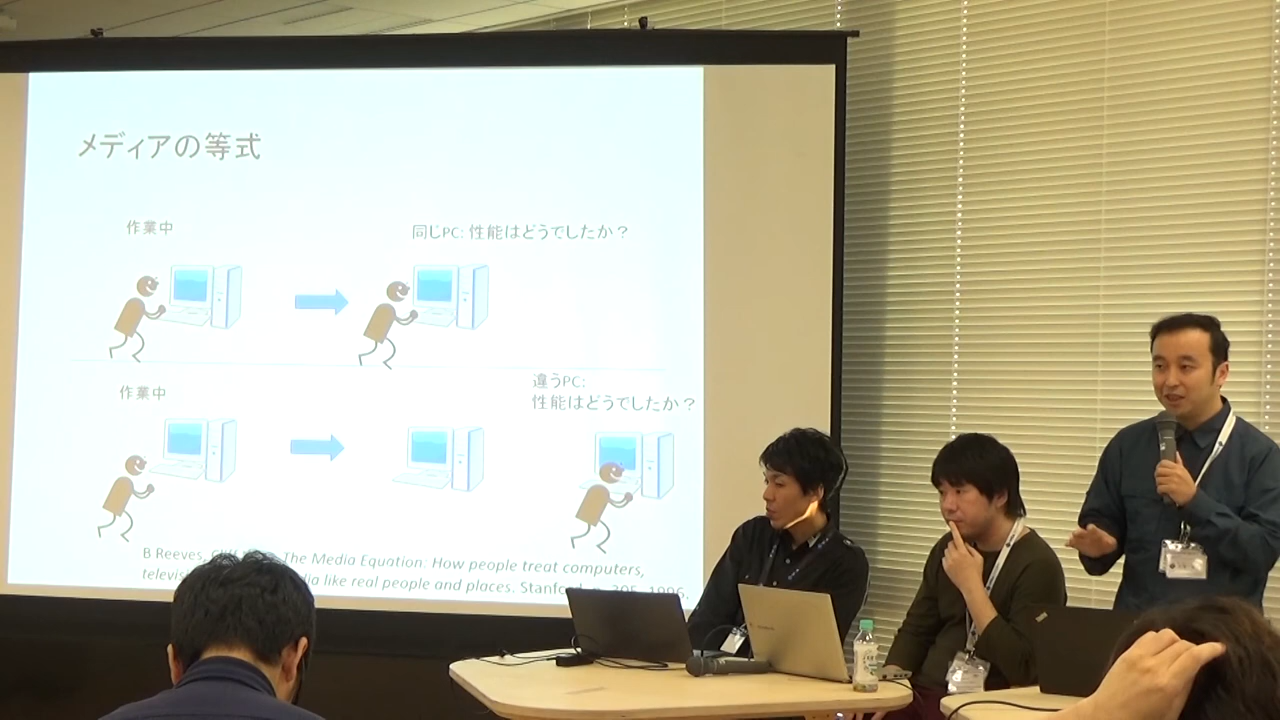 メディアの等式
作業中
同じPC: 性能はどうでしたか？
作業中
違うPC:
性能はどうでしたか？
B Reeves, The Media Equation: How people treat computers,
like real people and places. 1996.